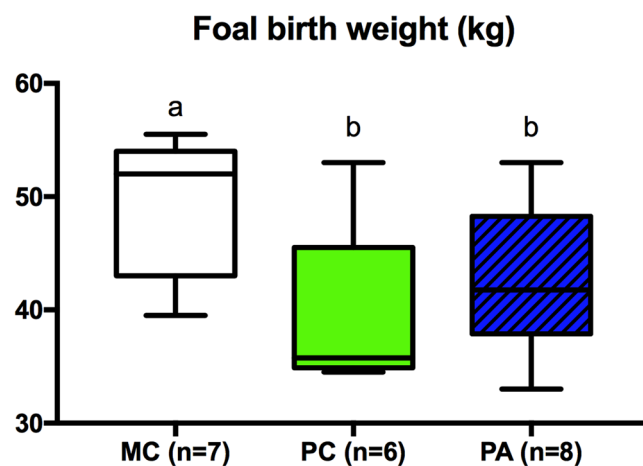 Foal birth weight (kg)
60
50
40
30
a
b
b
MC (n=7)
PC (n=6)
PA (n=8)